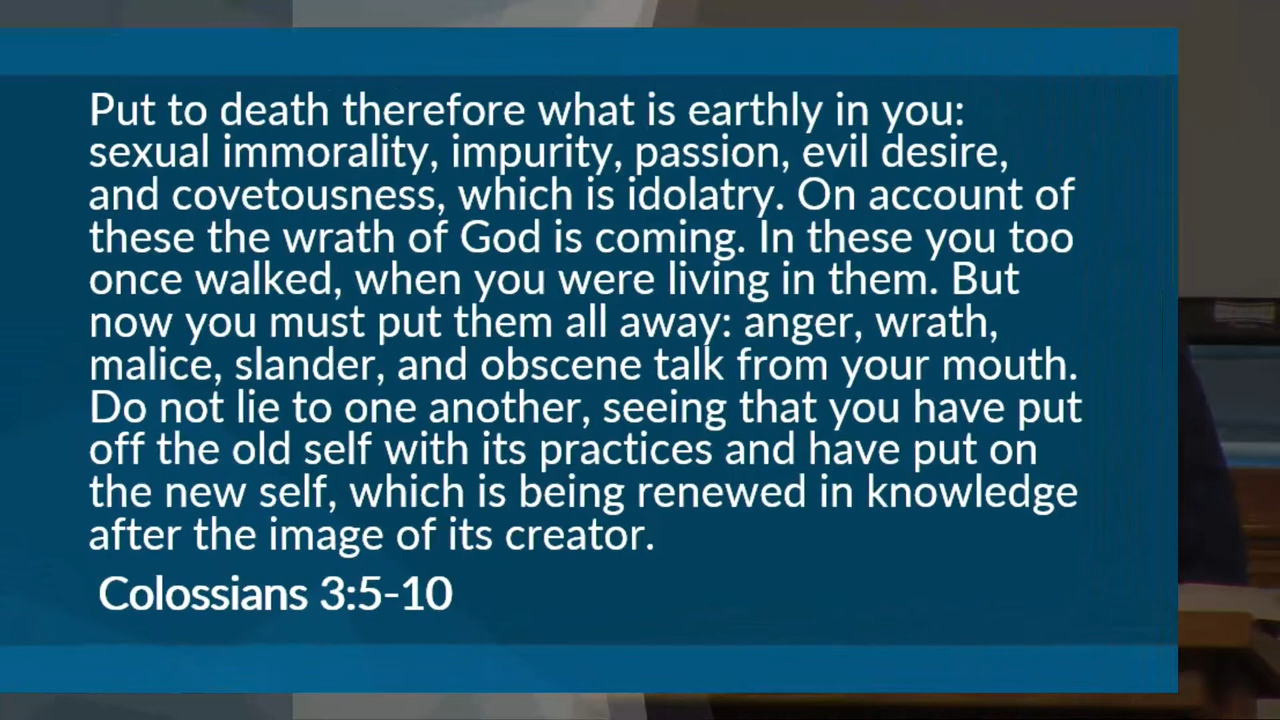 Put to death therefore what is earthly in you:
sexual immorality, impurity, passion, evil desire,
and covetousness, which is idolatry. On account of
these the wrath of God is coming. In these you too
once walked, when you were living in them. But
now you must put them all away: anger, wrath,
malice, slander, and obscene talk from your mouth.
Do not lie to one another, seeing that you have put
off the old self with its practices and have put on
the new self, which is being renewed in knowledge
after the image of its creator.
Colossians 3:5-10